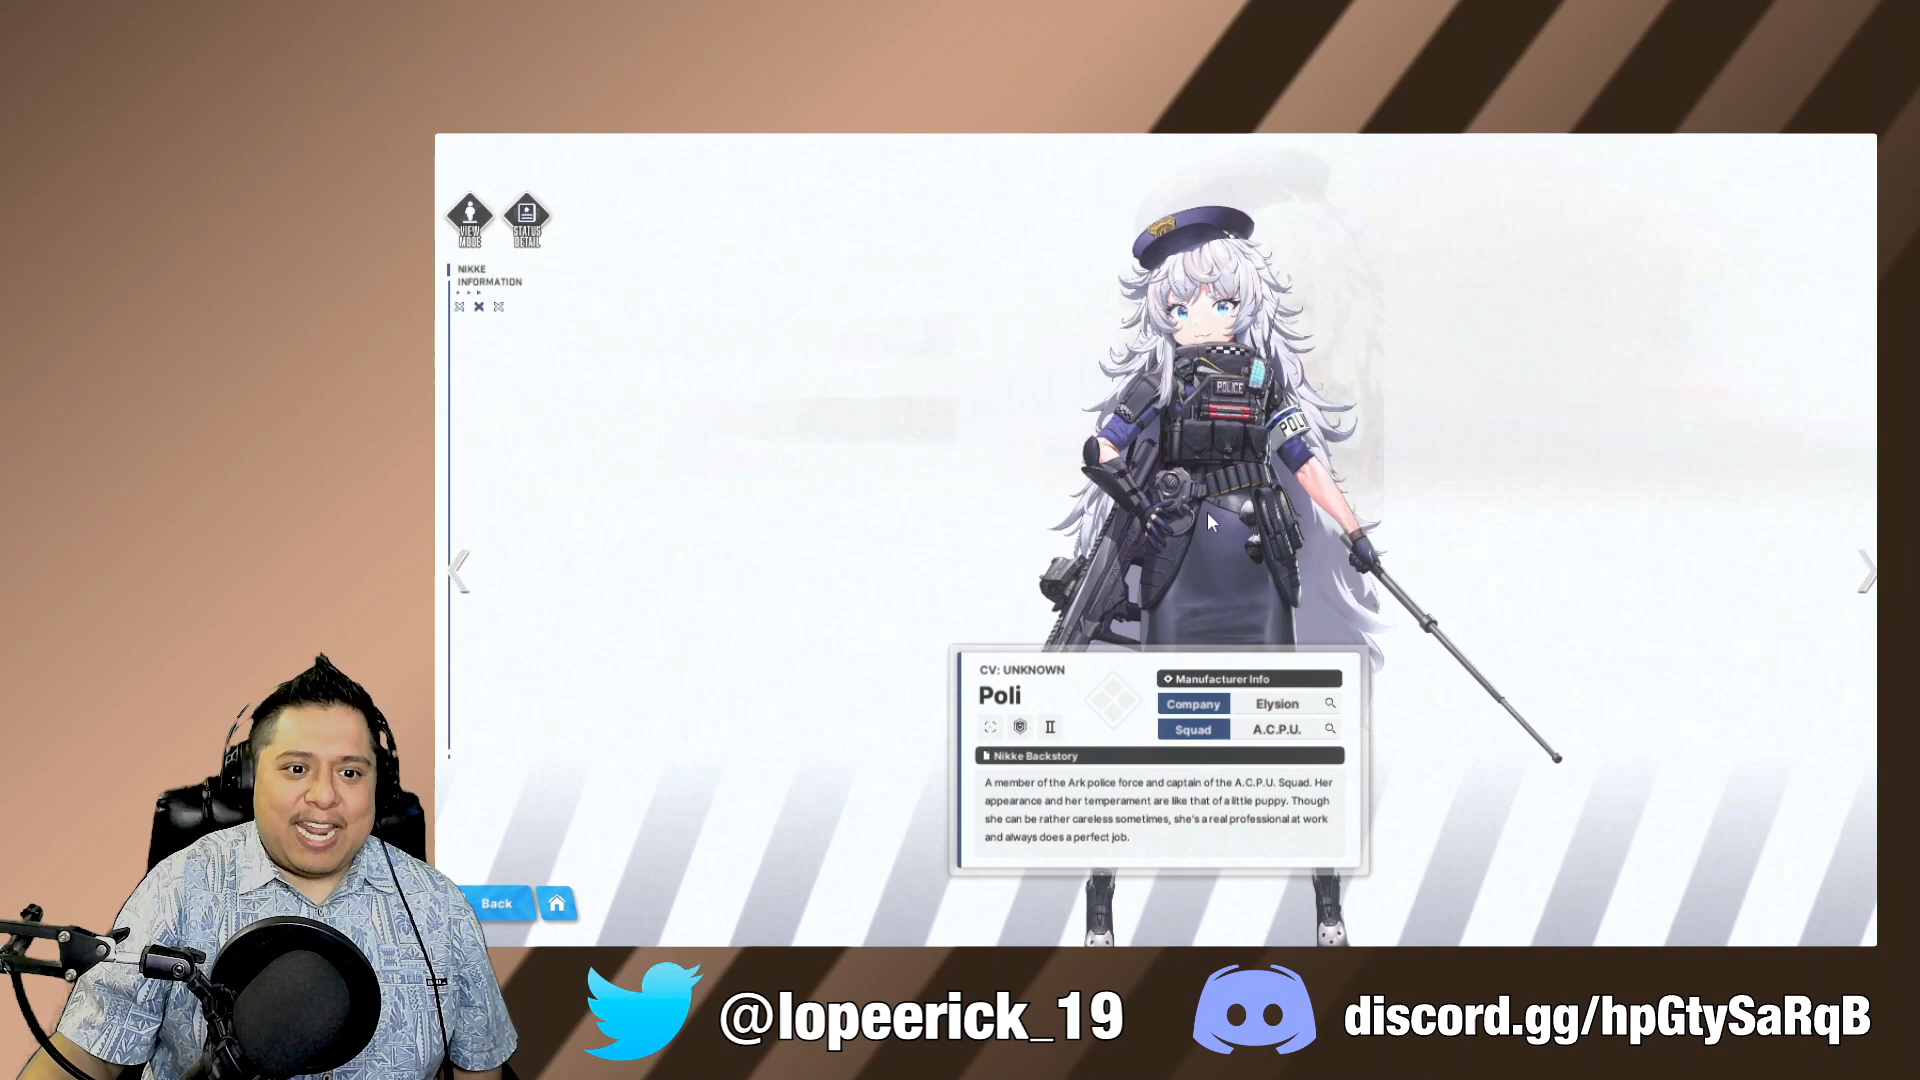 VIEW
MODE
STATUS
DETAIL
NIKKE
INFORMATION
POLICE
POLI
CV: UNKNOWN
Poli
II
Manufacturer Info
Company Elysion
Squad A.C.P.U.
Nikke Backstory
A member of the Ark police force and captain of the A.C.P.U. Squad. Her
appearance and her temperament are like that of a little puppy. Though
she can be rather careless sometimes, she's a real professional at work
and always does a perfect job.
Back
@lopeerick_19
discord.gg/hpGtySaRqB